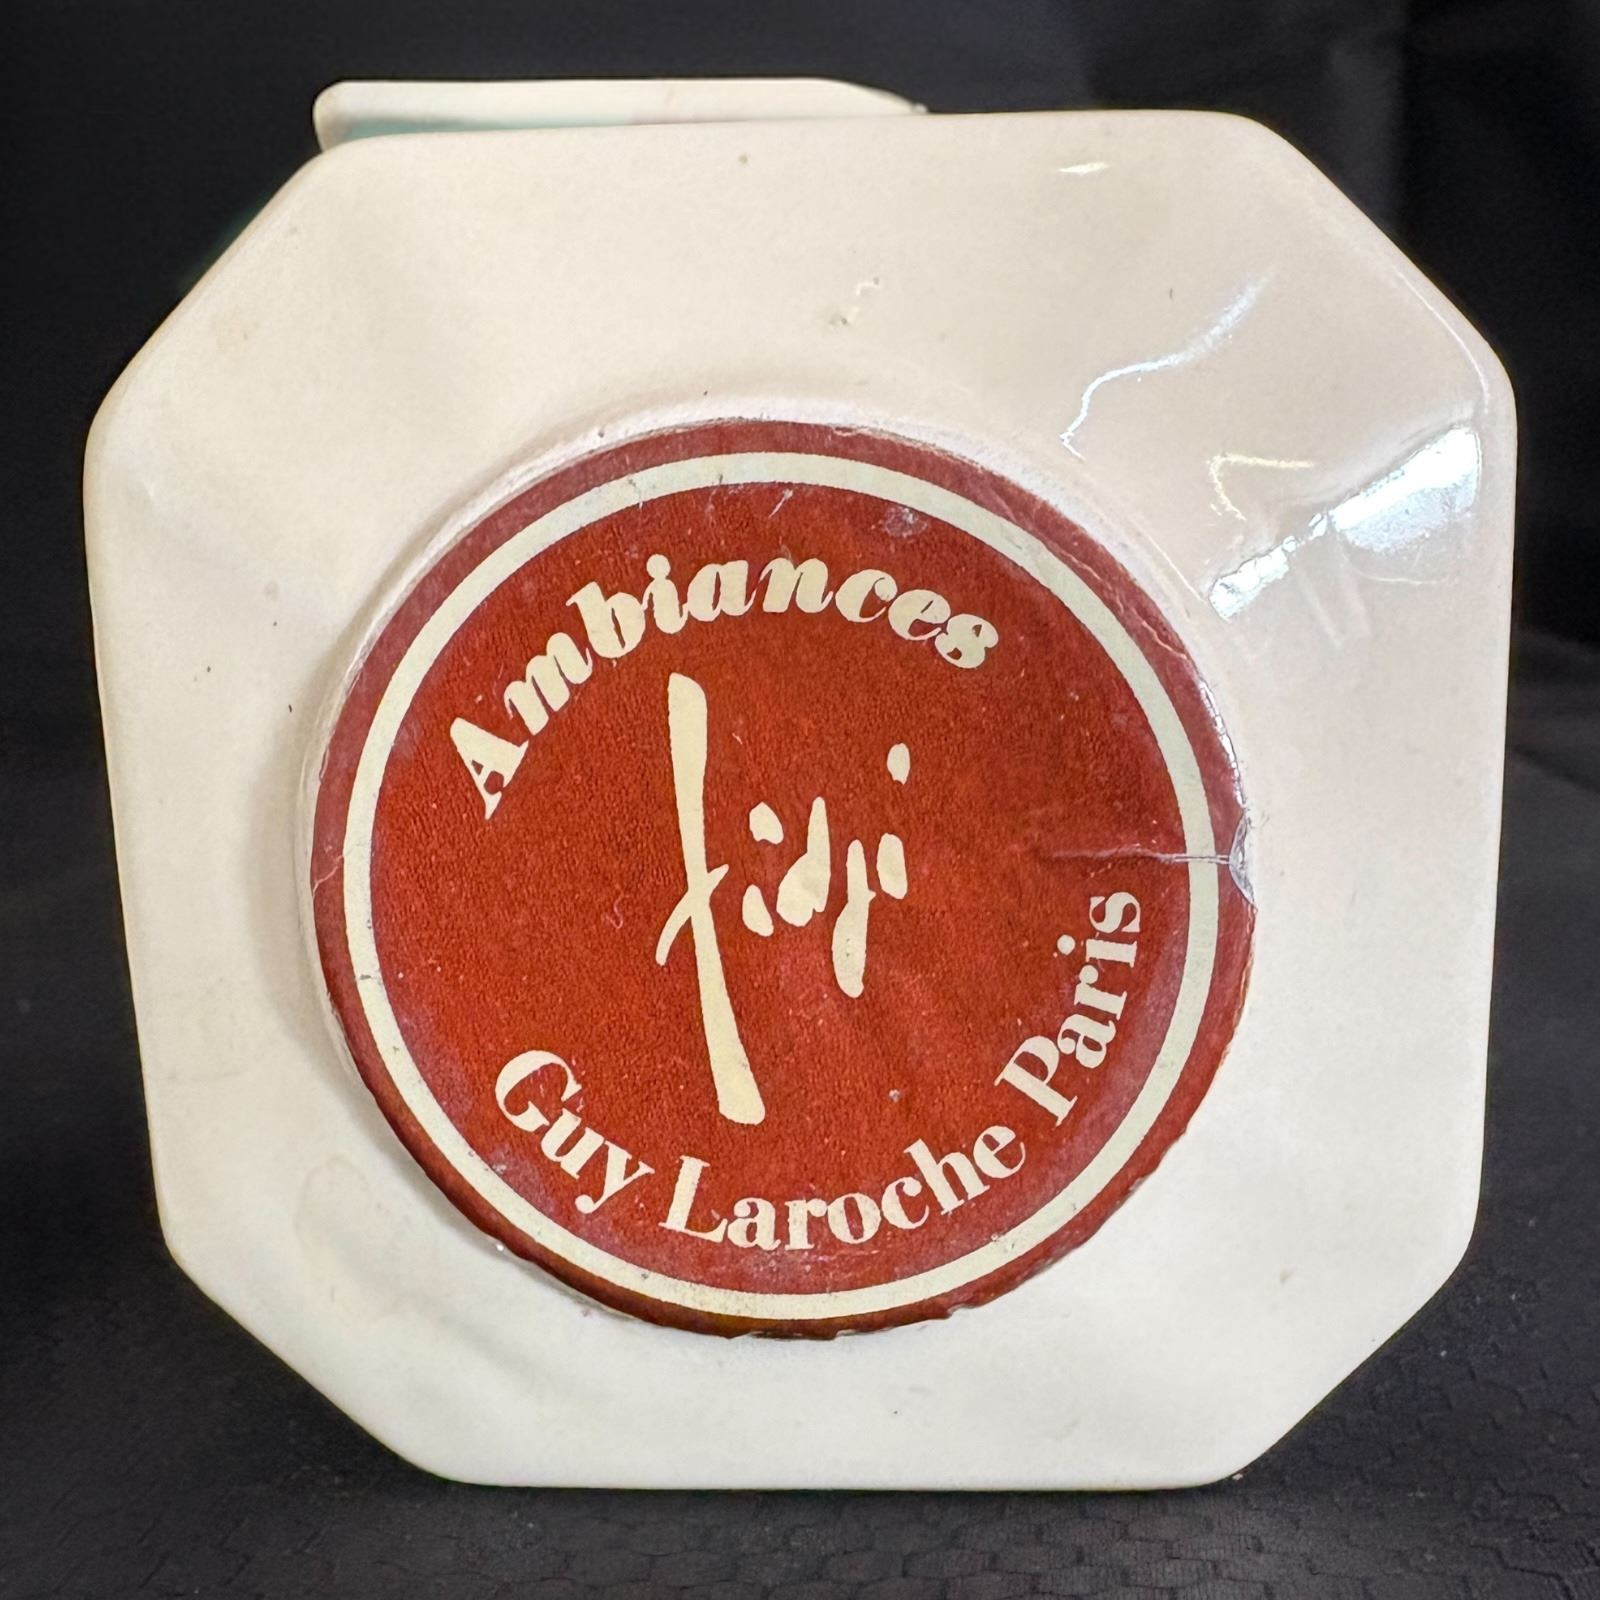 Ambiances
fidji
Guy Laroche Paris